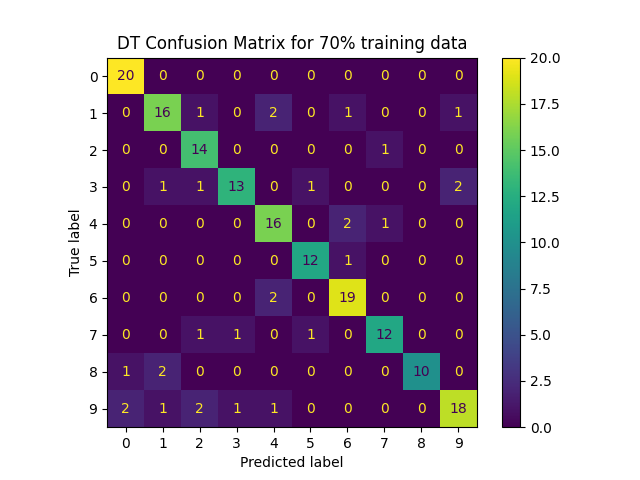 DT Confusion Matrix for 70% training data
0 20 0 0 0 0 0 0 0 0 0
1 0 16 1 0 2 0 1 0 0 1
2 0 0 14 0 0 0 0 1 0 0
3 0 1 1 13 0 1 0 0 0 2
4 0 0 0 0 16 0 2 1 0 0
5 0 0 0 0 0 12 1 0 0 0
6 0 0 0 0 2 0 19 0 0 0
7 0 0 1 1 0 1 0 12 0 0
8 1 2 0 0 0 0 0 0 10 0
9 2 1 2 1 1 0 0 0 0 18
0 1 2 3 4 5 6 7 8 9
Predicted label
True label
20.0
17.5
15.0
12.5
10.0
7.5
5.0
2.5
0.0